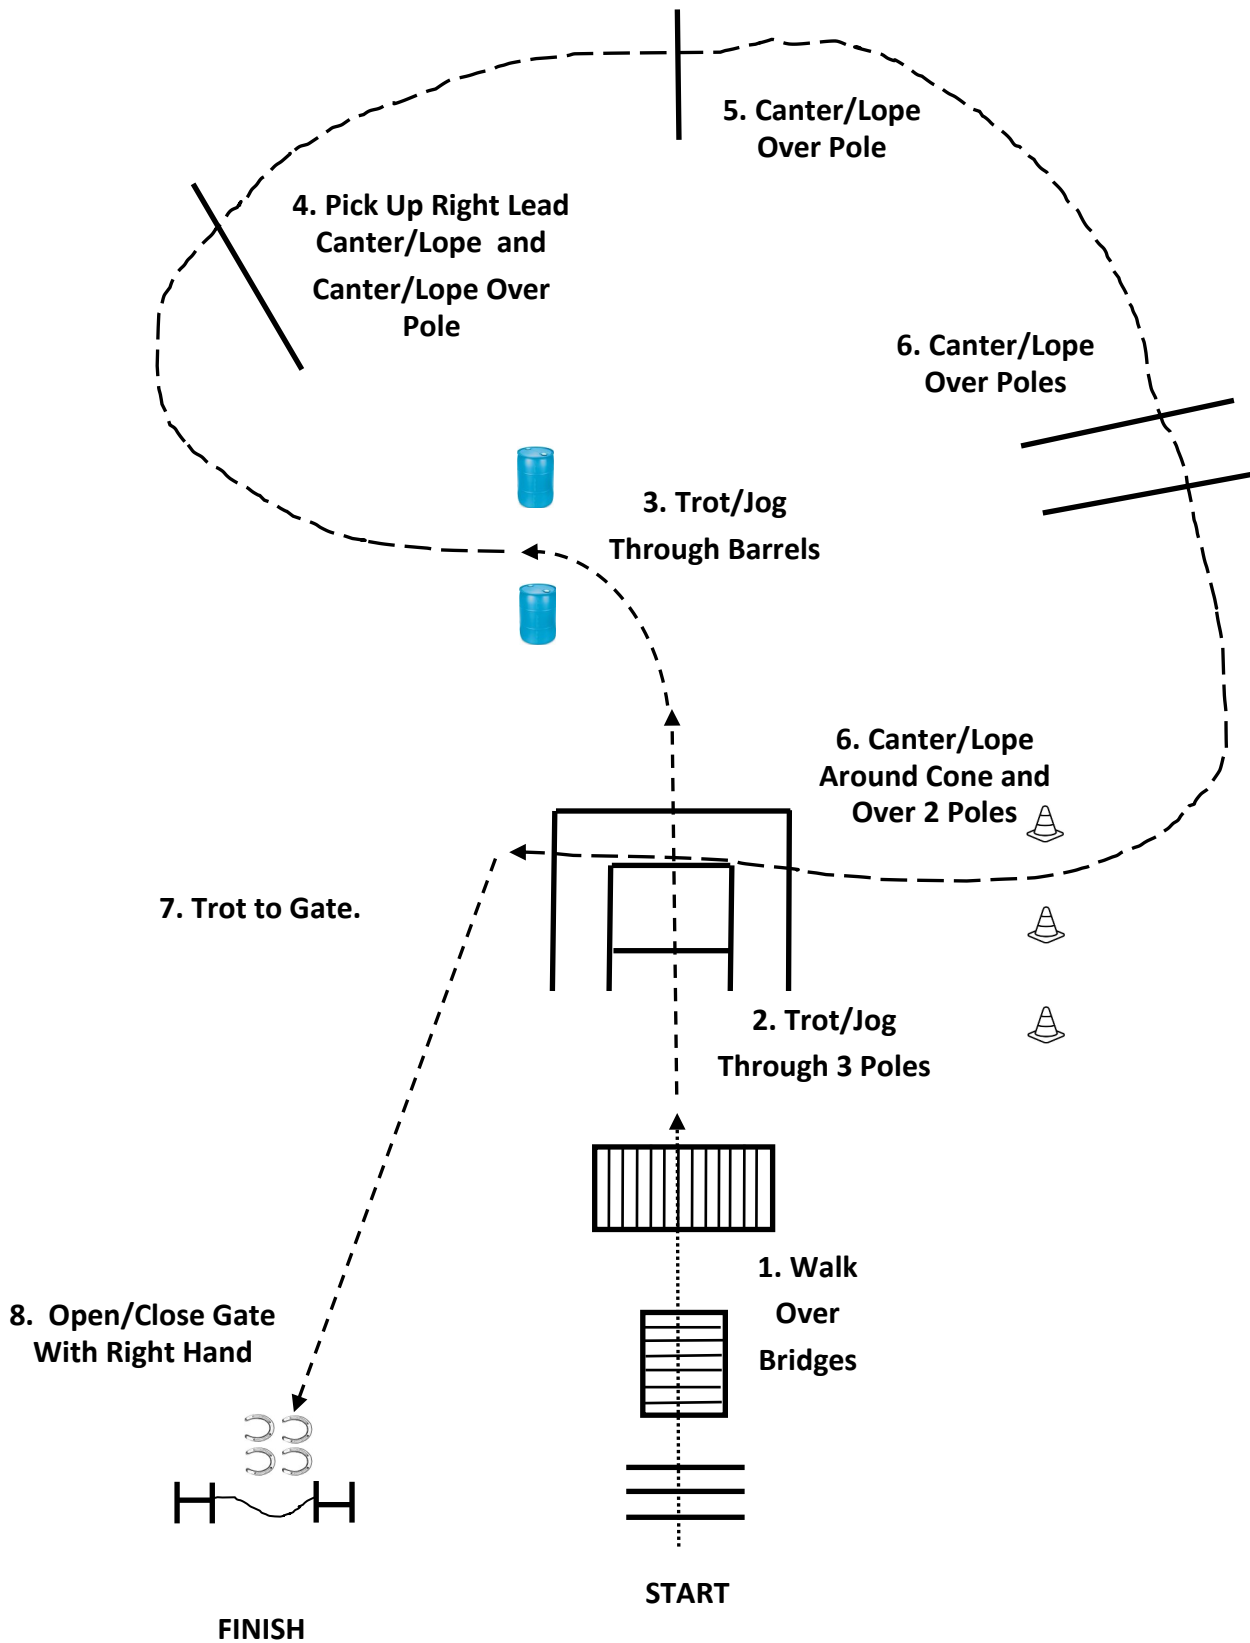 5. Canter/Lope
Over Pole
4. Pick Up Right Lead
Canter/Lope and
Canter/Lope Over
Pole
6. Canter/Lope
Over Poles
3. Trot/Jog
Through Barrels
6. Canter/Lope
Around Cone and
Over 2 Poles
7. Trot to Gate.
2. Trot/Jog
Through 3 Poles
1. Walk
Over
Bridges
8. Open/Close Gate
With Right Hand
START
FINISH